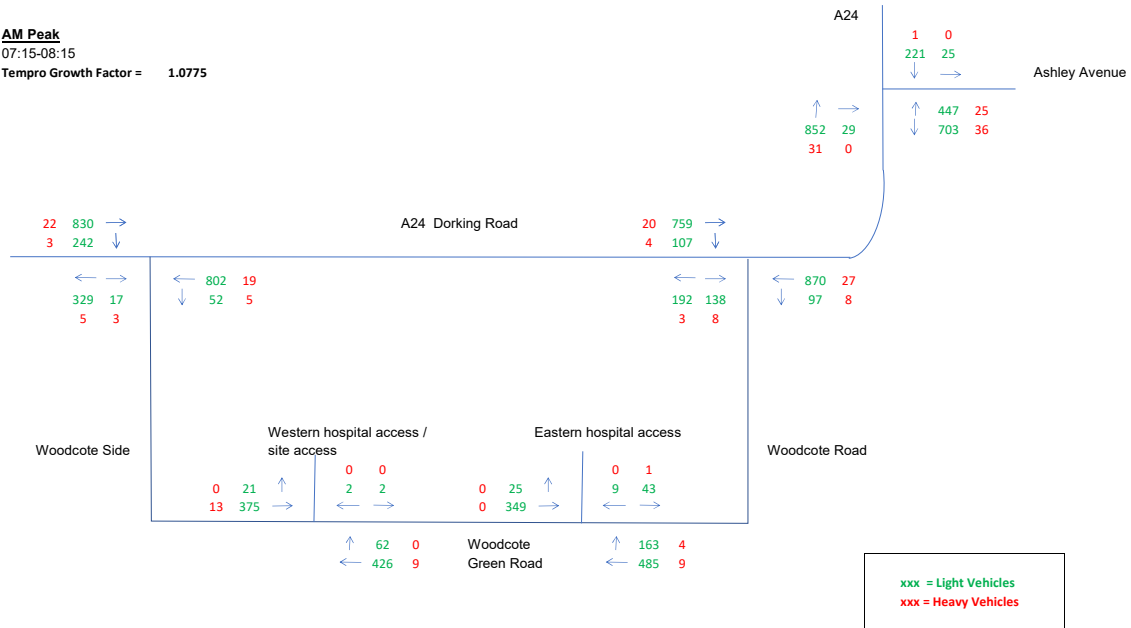 A24
AM Peak
07:15-08:15
Tempro Growth Factor = 1.0775
1 0
221 25
Ashley Avenue
447 25
703 36
852 29
31 0
22 830
3 242
A24 Dorking Road
20 759
4 107
802 19
52 5
329 17
5 3
192 138
3 8
870 27
97 8
Woodcote Side
Western hospital access /
site access
Eastern hospital access
Woodcote Road
0 0
2 2
0 21
13 375
0 1
9 43
0 25
0 349
62 0
426 9
Woodcote
Green Road
163 4
485 9
xxx = Light Vehicles
xxx = Heavy Vehicles